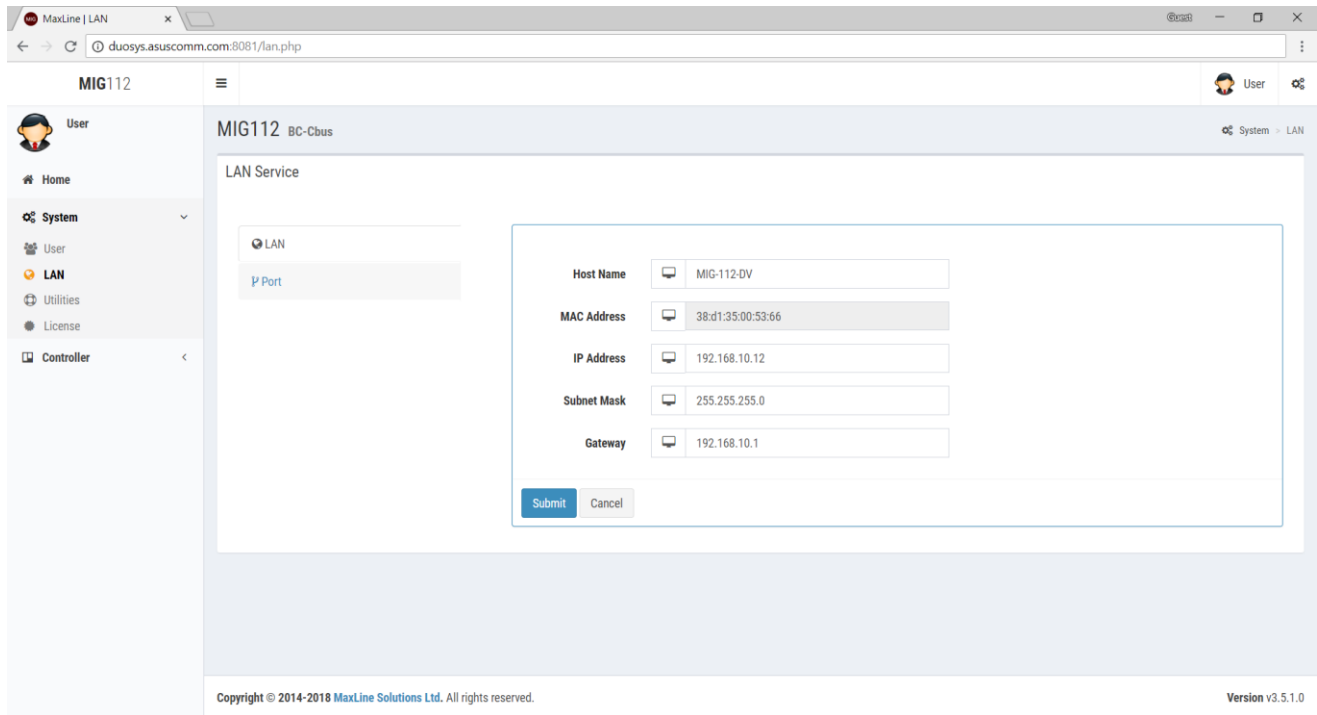 MaxLine | LAN
Guest
duosys.asuscomm.com:8081/lan.php
MIG112
User
User
MIG112 BC-Cbus
System > LAN
Home
System
User
LAN
Utilities
License
Controller
LAN Service
LAN
Port
Host Name MIG-112-DV
MAC Address 38:d1:35:00:53:66
IP Address 192.168.10.12
Subnet Mask 255.255.255.0
Gateway 192.168.10.1
Submit Cancel
Copyright © 2014-2018 MaxLine Solutions Ltd. All rights reserved.
Version v3.5.1.0